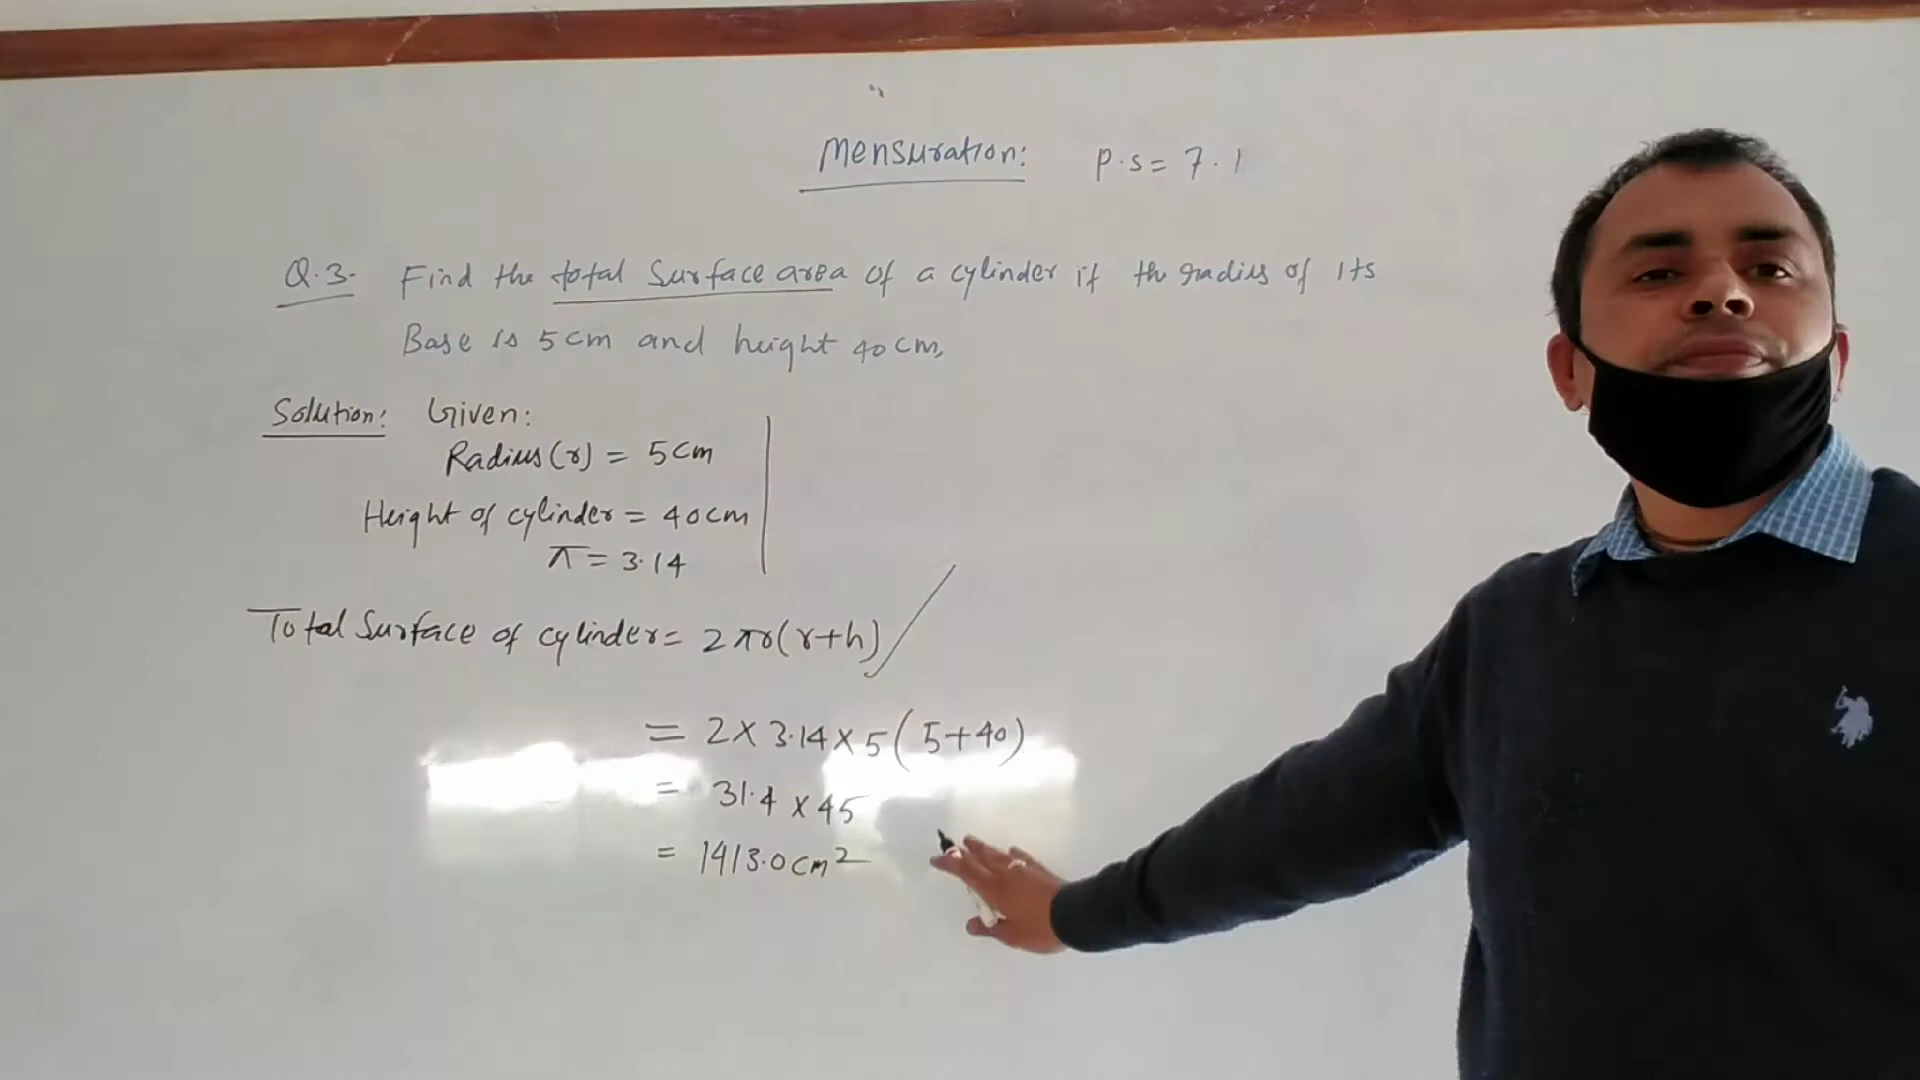 Mensuration: P.S = 7.1
Q.3. Find the total Surface area of a cylinder if the radius of Its
Base is 5cm and height 40cm,
Solution: Given:
Radius(r) = 5cm
Height of cylinder = 40cm
π = 3.14
Total Surface of cylinder = 2πr(r+h)
= 2 × 3.14 × 5(5+40)
= 31.4 × 45
= 1413.0cm²